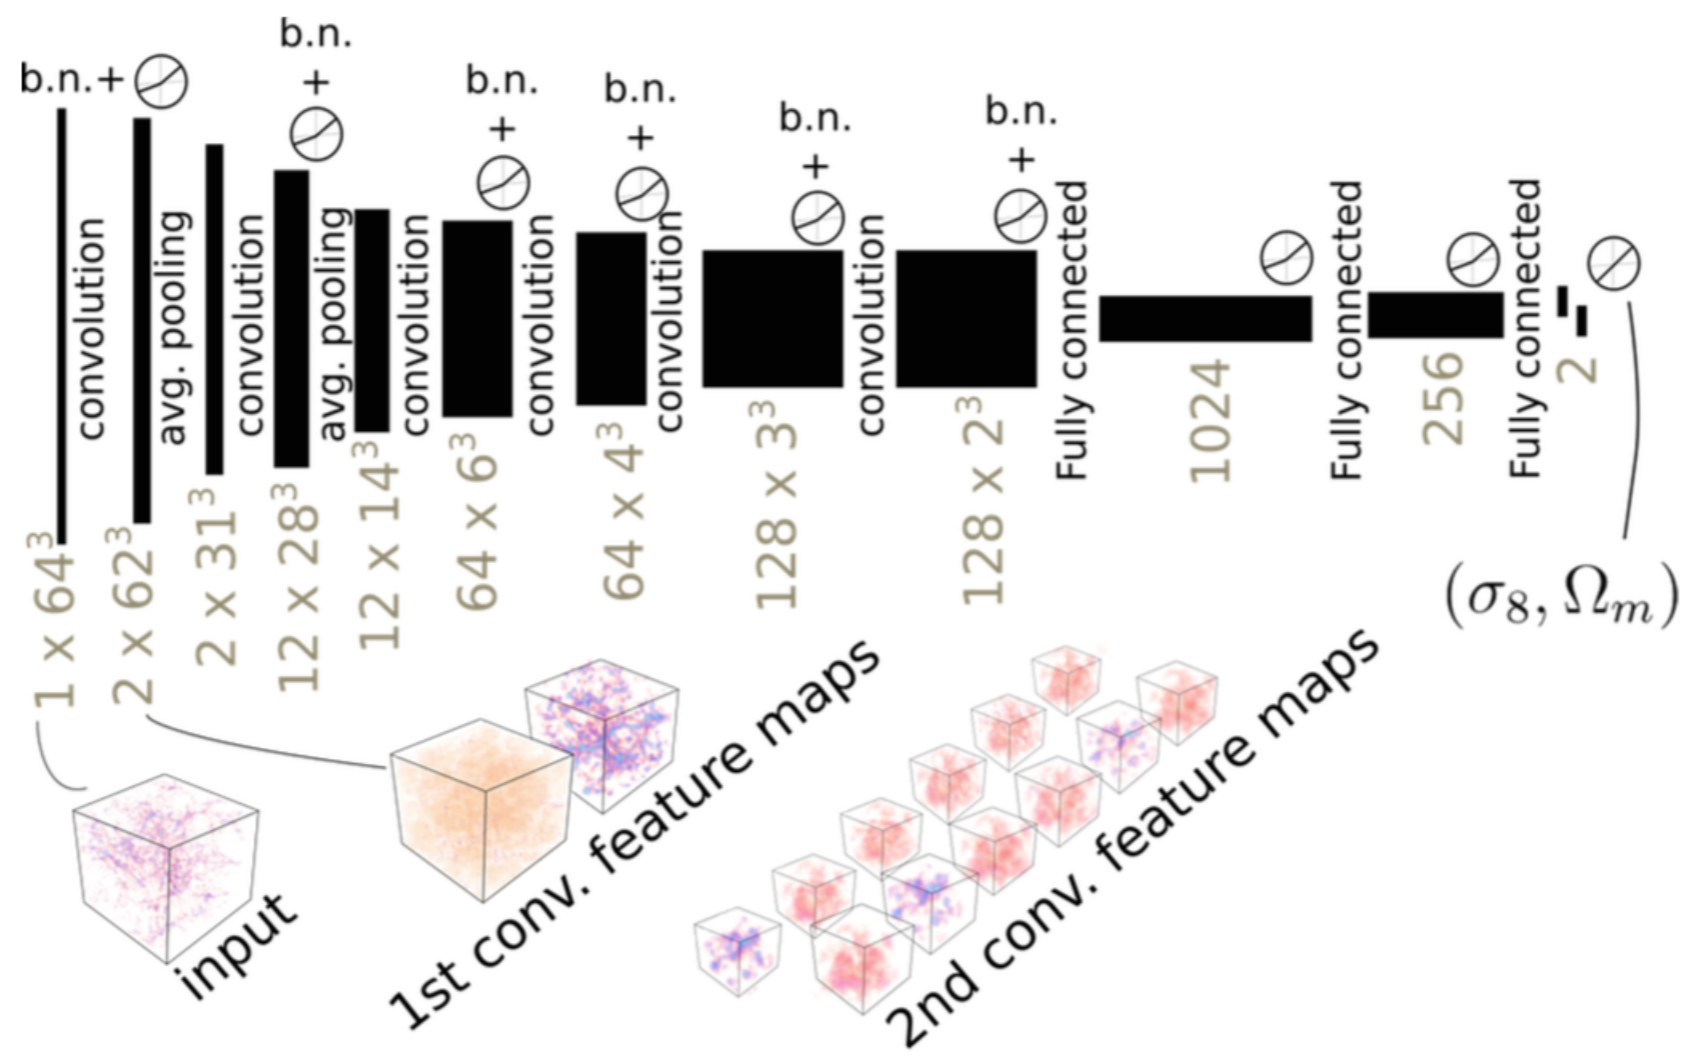 b.n.+
b.n.
+
b.n.
+
b.n.
+
b.n.
+
b.n.
+
convolution
avg. pooling
convolution
avg. pooling
convolution
convolution
convolution
convolution
Fully connected
Fully connected
Fully connected
1 x 64³
2 x 62³
2 x 31³
12 x 28³
12 x 14³
64 x 6³
64 x 4³
128 x 3³
128 x 2³
1024
256
2
(σ₈, Ωₘ)
input
1st conv. feature maps
2nd conv. feature maps